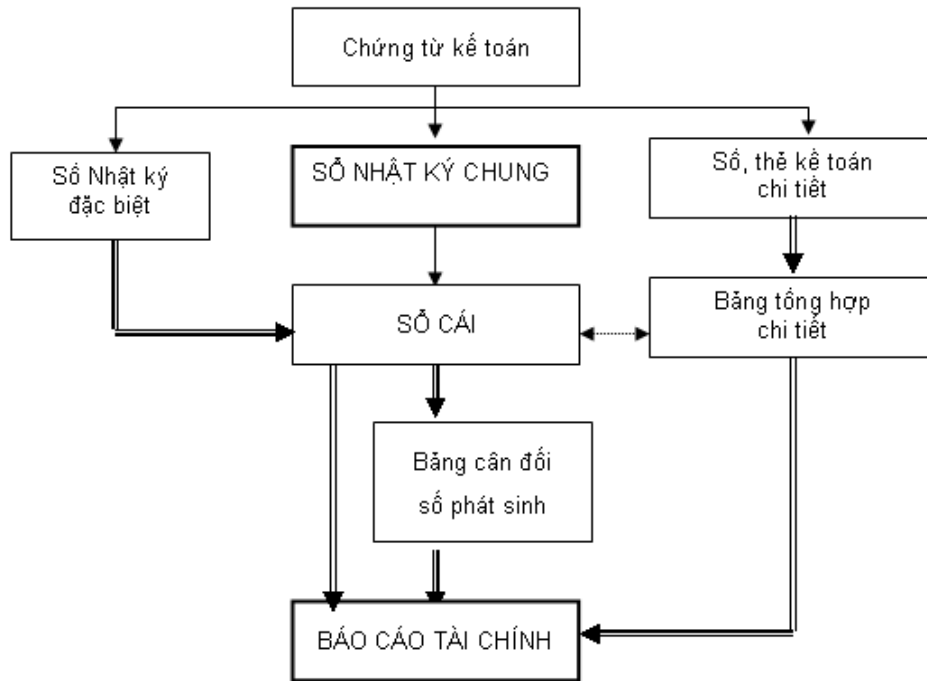 Chứng từ kế toán
Sổ Nhật ký
đặc biệt
SỔ NHẬT KÝ CHUNG
Sổ, thẻ kế toán
chi tiết
SỔ CÁI
Bảng tổng hợp
chi tiết
Bảng cân đối
số phát sinh
BÁO CÁO TÀI CHÍNH